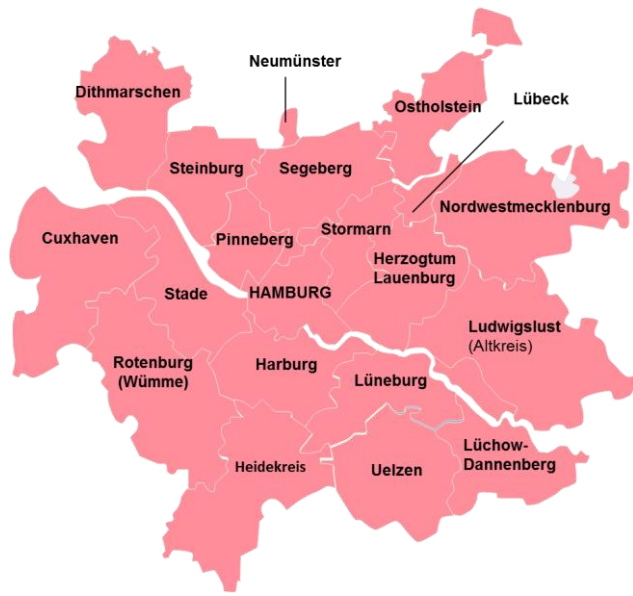 Neumünster
Dithmarschen
Ostholstein
Lübeck
Steinburg
Segeberg
Nordwestmecklenburg
Cuxhaven
Pinneberg
Stormarn
Herzogtum
Lauenburg
Stade
HAMBURG
Ludwigslust
(Altkreis)
Rotenburg
(Wümme)
Harburg
Lüneburg
Heidekreis
Uelzen
Lüchow-
Dannenberg